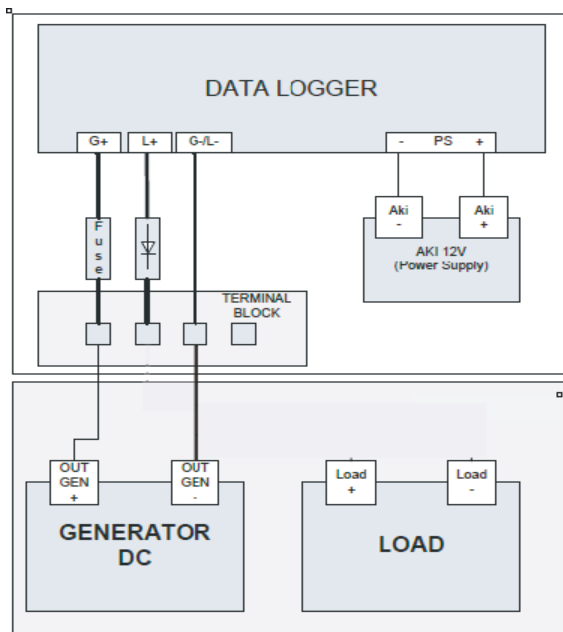 DATA LOGGER
G+ L+ G-/L- - PS +
Aki
-
Aki
+
AKI 12V
(Power Supply)
Fuse
TERMINAL
BLOCK
OUT
GEN
+
OUT
GEN
-
Load
+
Load
-
GENERATOR
DC
LOAD